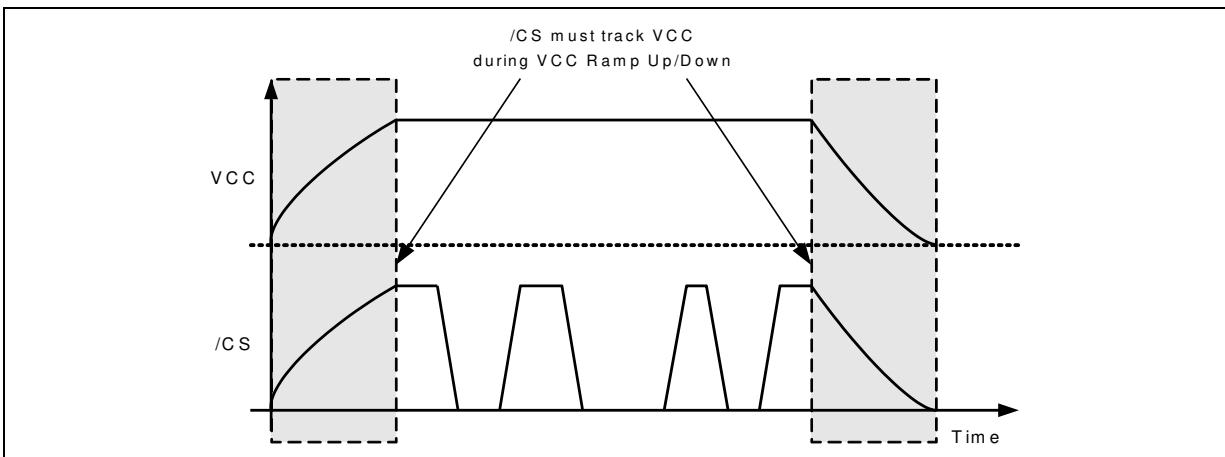 /CS must track VCC
during VCC Ramp Up/Down
VCC
/CS
Time